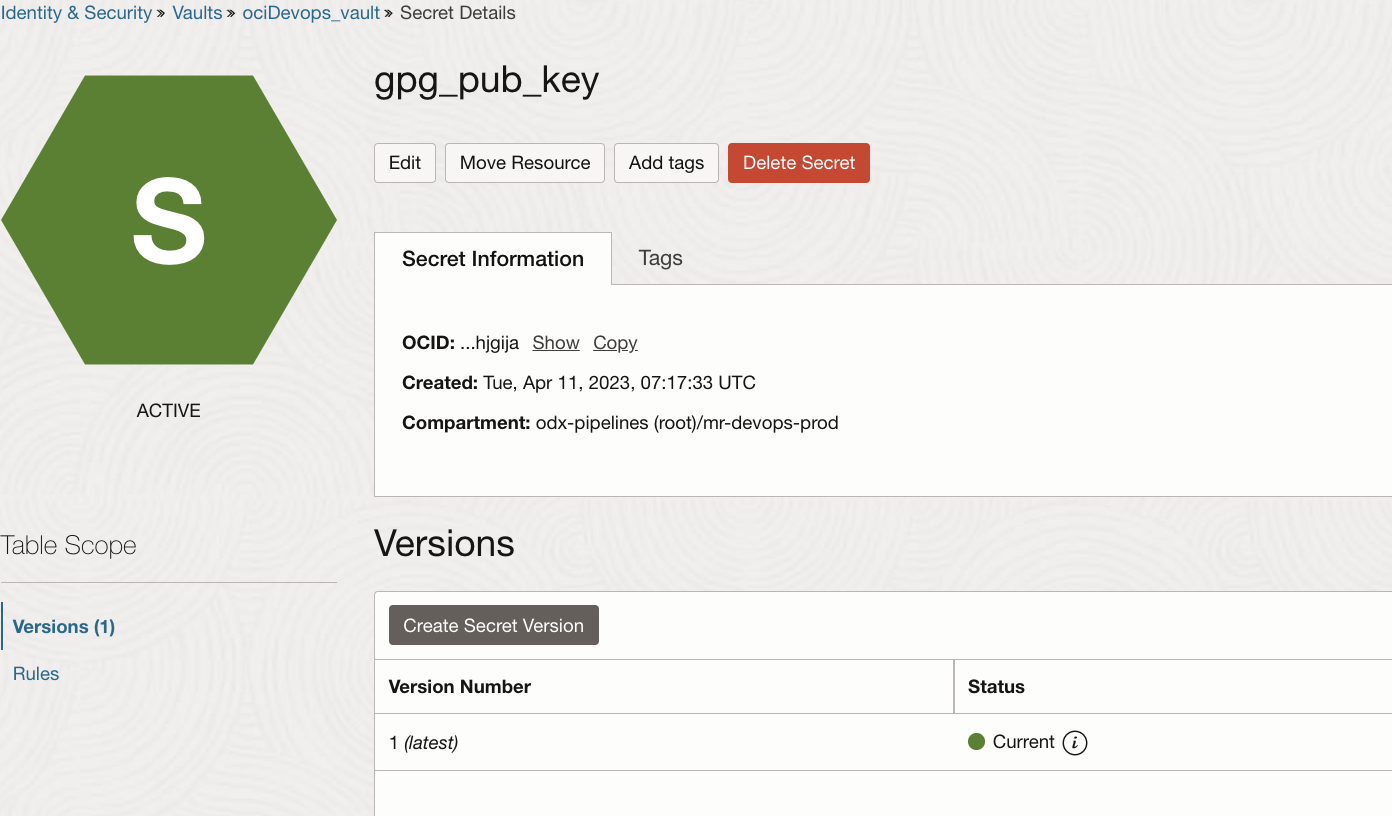 Identity & Security » Vaults » ociDevops_vault » Secret Details
S
ACTIVE
gpg_pub_key
Edit Move Resource Add tags Delete Secret
Secret Information Tags
OCID: ...hjgija Show Copy
Created: Tue, Apr 11, 2023, 07:17:33 UTC
Compartment: odx-pipelines (root)/mr-devops-prod
Table Scope
Versions (1)
Rules
Versions
Create Secret Version
Version Number Status
1 (latest) Current i